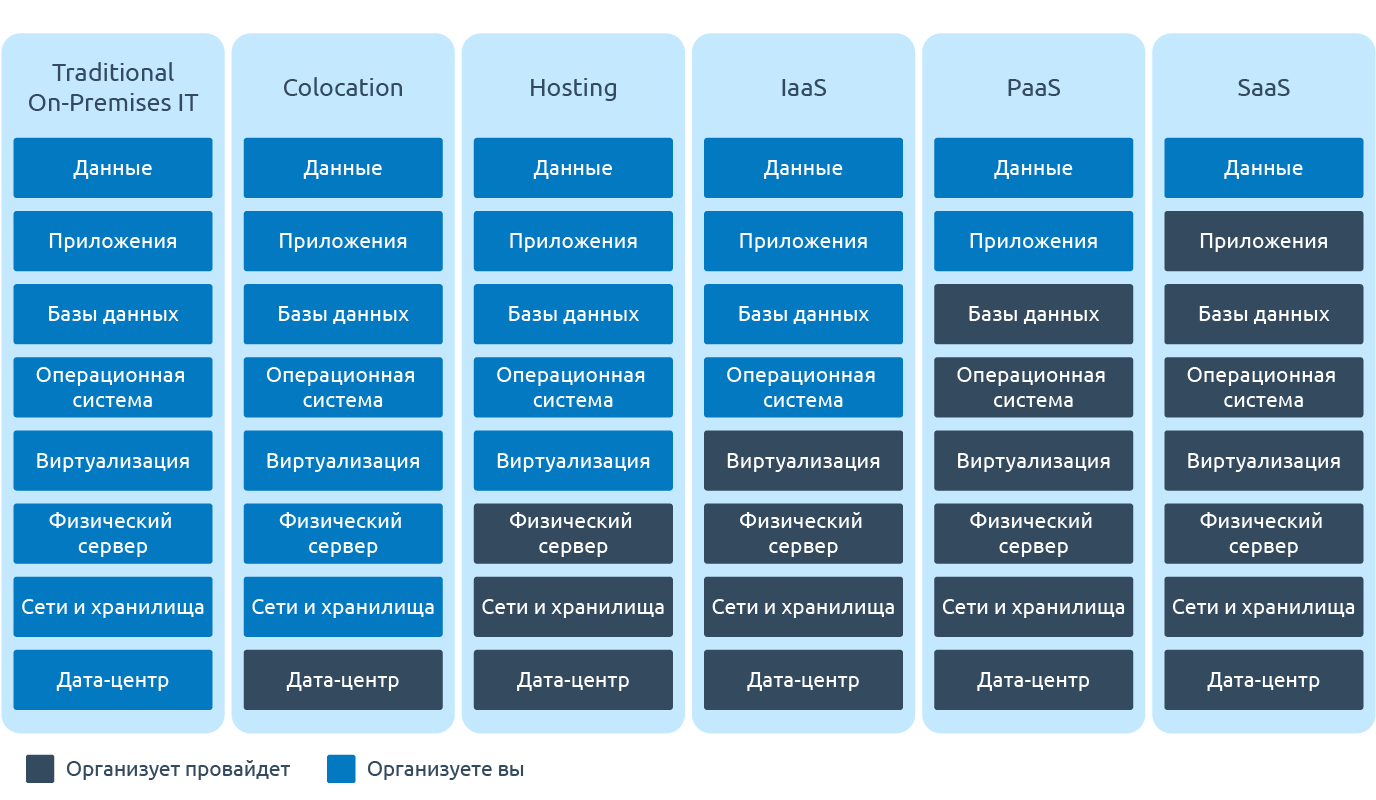 Traditional
On-Premises IT
Colocation
Hosting
IaaS
PaaS
SaaS
Данные
Данные
Данные
Данные
Данные
Данные
Приложения
Приложения
Приложения
Приложения
Приложения
Приложения
Базы данных
Базы данных
Базы данных
Базы данных
Базы данных
Базы данных
Операционная
система
Операционная
система
Операционная
система
Операционная
система
Операционная
система
Операционная
система
Виртуализация
Виртуализация
Виртуализация
Виртуализация
Виртуализация
Виртуализация
Физический
сервер
Физический
сервер
Физический
сервер
Физический
сервер
Физический
сервер
Физический
сервер
Сети и хранилища
Сети и хранилища
Сети и хранилища
Сети и хранилища
Сети и хранилища
Сети и хранилища
Дата-центр
Дата-центр
Дата-центр
Дата-центр
Дата-центр
Дата-центр
Организует провайдет
Организуете вы